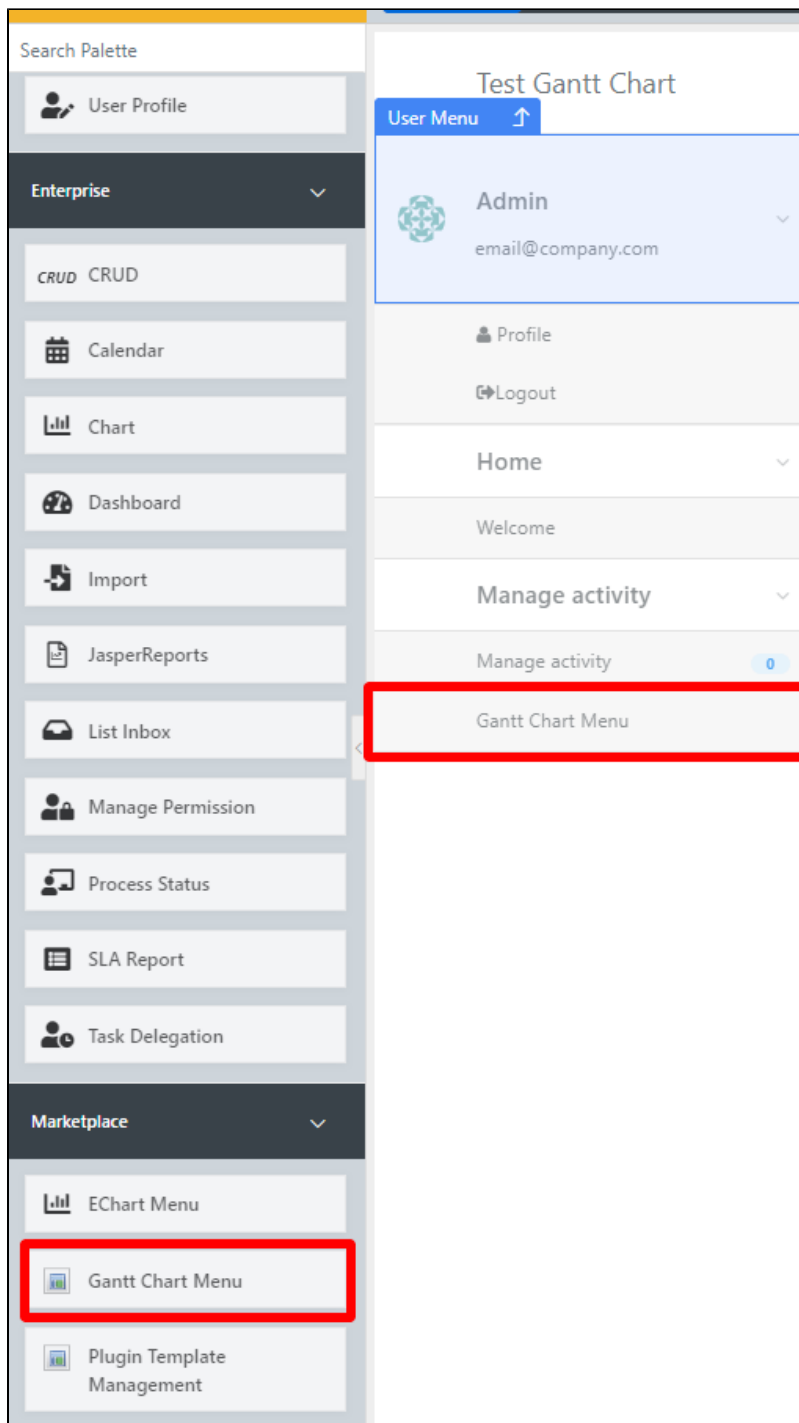 Search Palette
User Profile
Enterprise
CRUD CRUD
Calendar
Chart
Dashboard
Import
JasperReports
List Inbox
Manage Permission
Process Status
SLA Report
Task Delegation
Marketplace
EChart Menu
Gantt Chart Menu
Plugin Template
Management
Test Gantt Chart
User Menu
Admin
email@company.com
Profile
Logout
Home
Welcome
Manage activity
Manage activity 0
Gantt Chart Menu